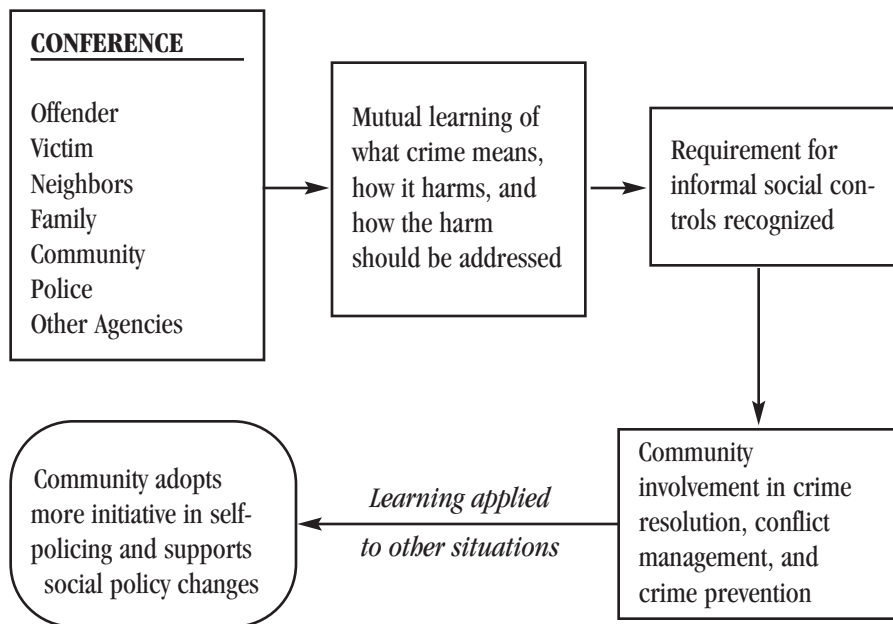 CONFERENCE
Offender
Victim
Neighbors
Family
Community
Police
Other Agencies
Mutual learning of
what crime means,
how it harms, and
how the harm
should be addressed
Requirement for
informal social con-
trols recognized
Community
involvement in crime
resolution, conflict
management, and
crime prevention
Learning applied
to other situations
Community adopts
more initiative in self-
policing and supports
social policy changes